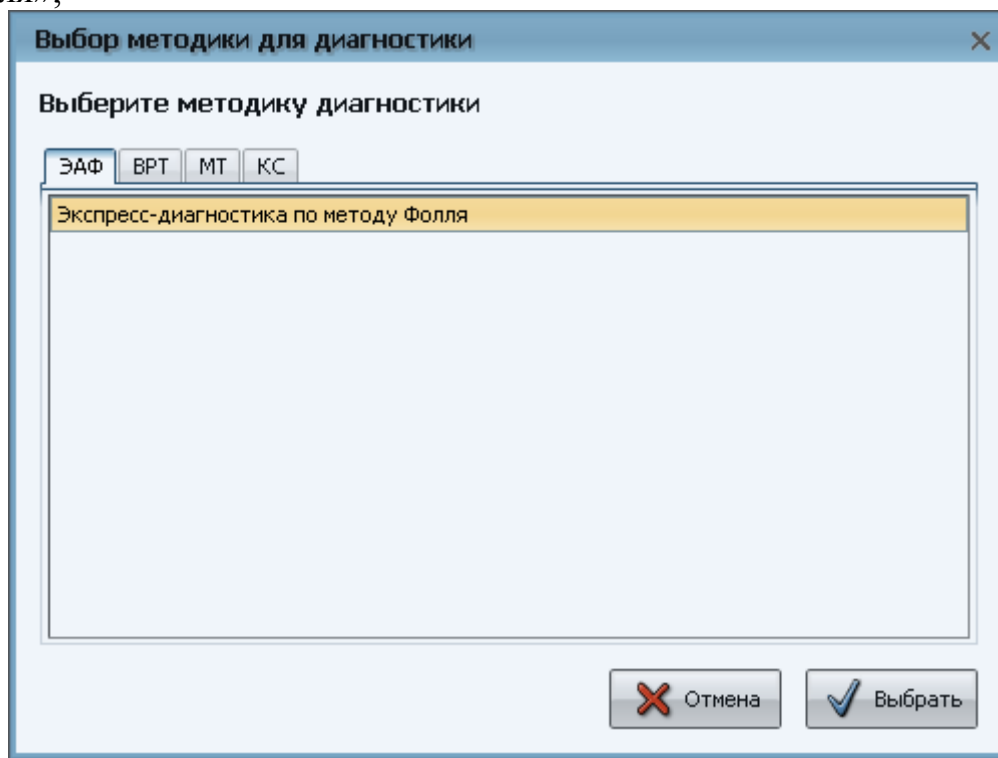 Выбор методики для диагностики
Выберите методику диагностики
ЭАФ ВРТ МТ КС
Экспресс-диагностика по методу Фолля
Отмена Выбрать